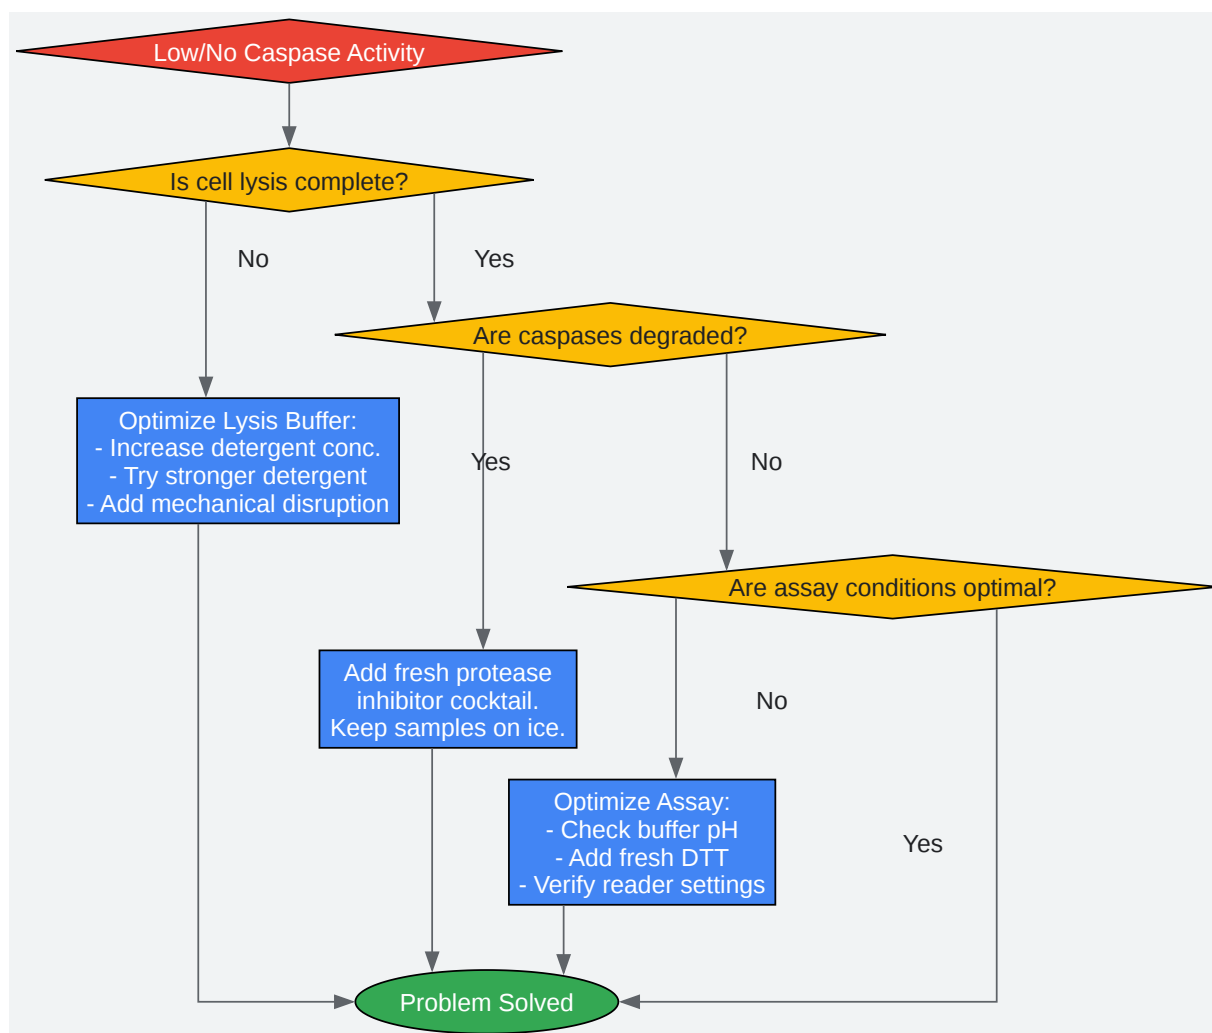 Low/No Caspase Activity
Is cell lysis complete?
No
Yes
Are caspases degraded?
Optimize Lysis Buffer:
- Increase detergent conc.
- Try stronger detergent
- Add mechanical disruption
Yes
No
Are assay conditions optimal?
Add fresh protease
inhibitor cocktail.
Keep samples on ice.
No
Optimize Assay:
- Check buffer pH
- Add fresh DTT
- Verify reader settings
Yes
Problem Solved